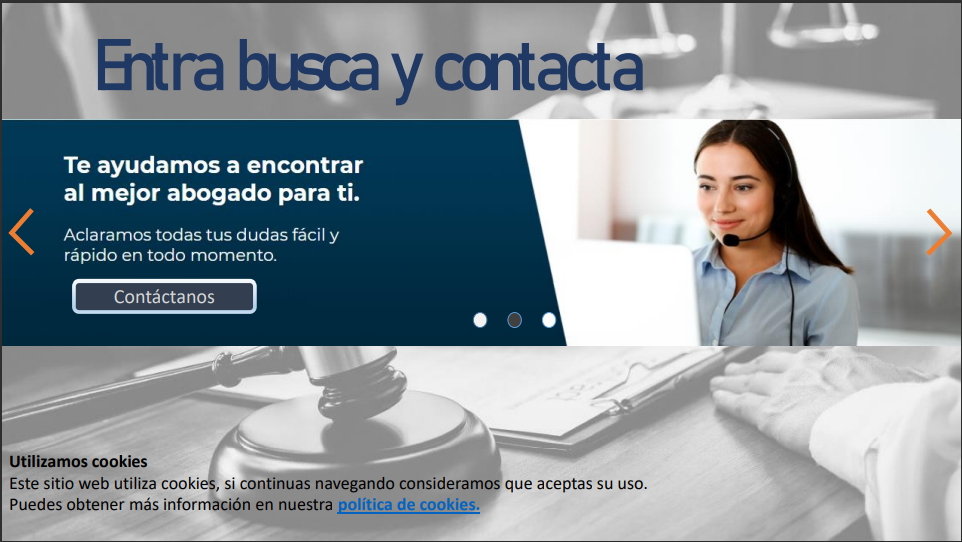 Entra busca y contacta
Te ayudamos a encontrar
al mejor abogado para ti.
Aclaramos todas tus dudas fácil y
rápido en todo momento.
Contáctanos
Utilizamos cookies
Este sitio web utiliza cookies, si continuas navegando consideramos que aceptas su uso.
Puedes obtener más información en nuestra política de cookies.